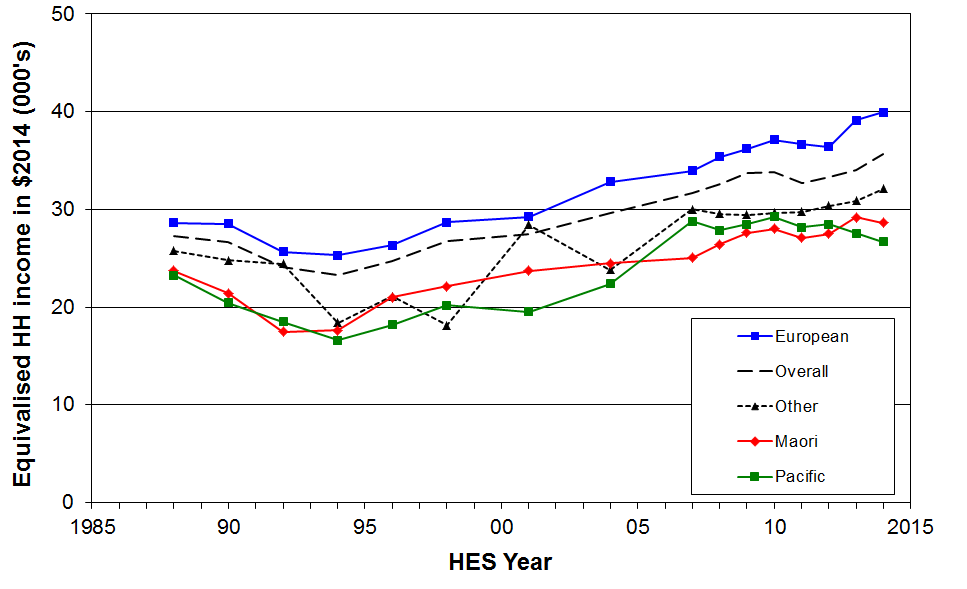 Equivalised HH income in $2014 (000's)
50
40
30
20
10
0
1985
90
95
00
05
10
2015
HES Year
European
Overall
Other
Maori
Pacific